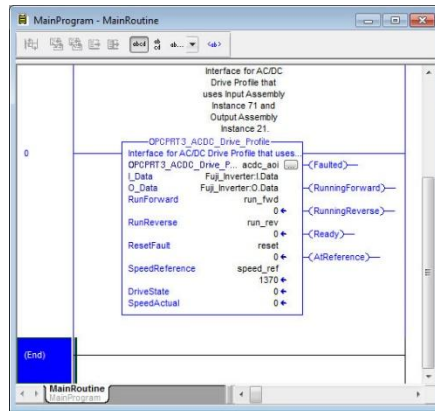 MainProgram - MainRoutine
Interface for AC/DC
Drive Profile that
uses Input Assembly
Instance 71 and
Output Assembly
Instance 21.
OPCPRT3_ACDC_Drive_Profile
Interface for AC/DC Drive Profile that uses...
OPCPRT3_ACDC_Drive_P... acdc_aoi
I_Data Fuji_Inverter:I.Data
O_Data Fuji_Inverter:O.Data
RunForward run_fwd
0
RunReverse run_rev
0
ResetFault reset
0
SpeedReference speed_ref
1370
DriveState 0
SpeedActual 0
(Faulted)
(RunningForward)
(RunningReverse)
(Ready)
(AtReference)
0
(End)
MainRoutine
MainProgram